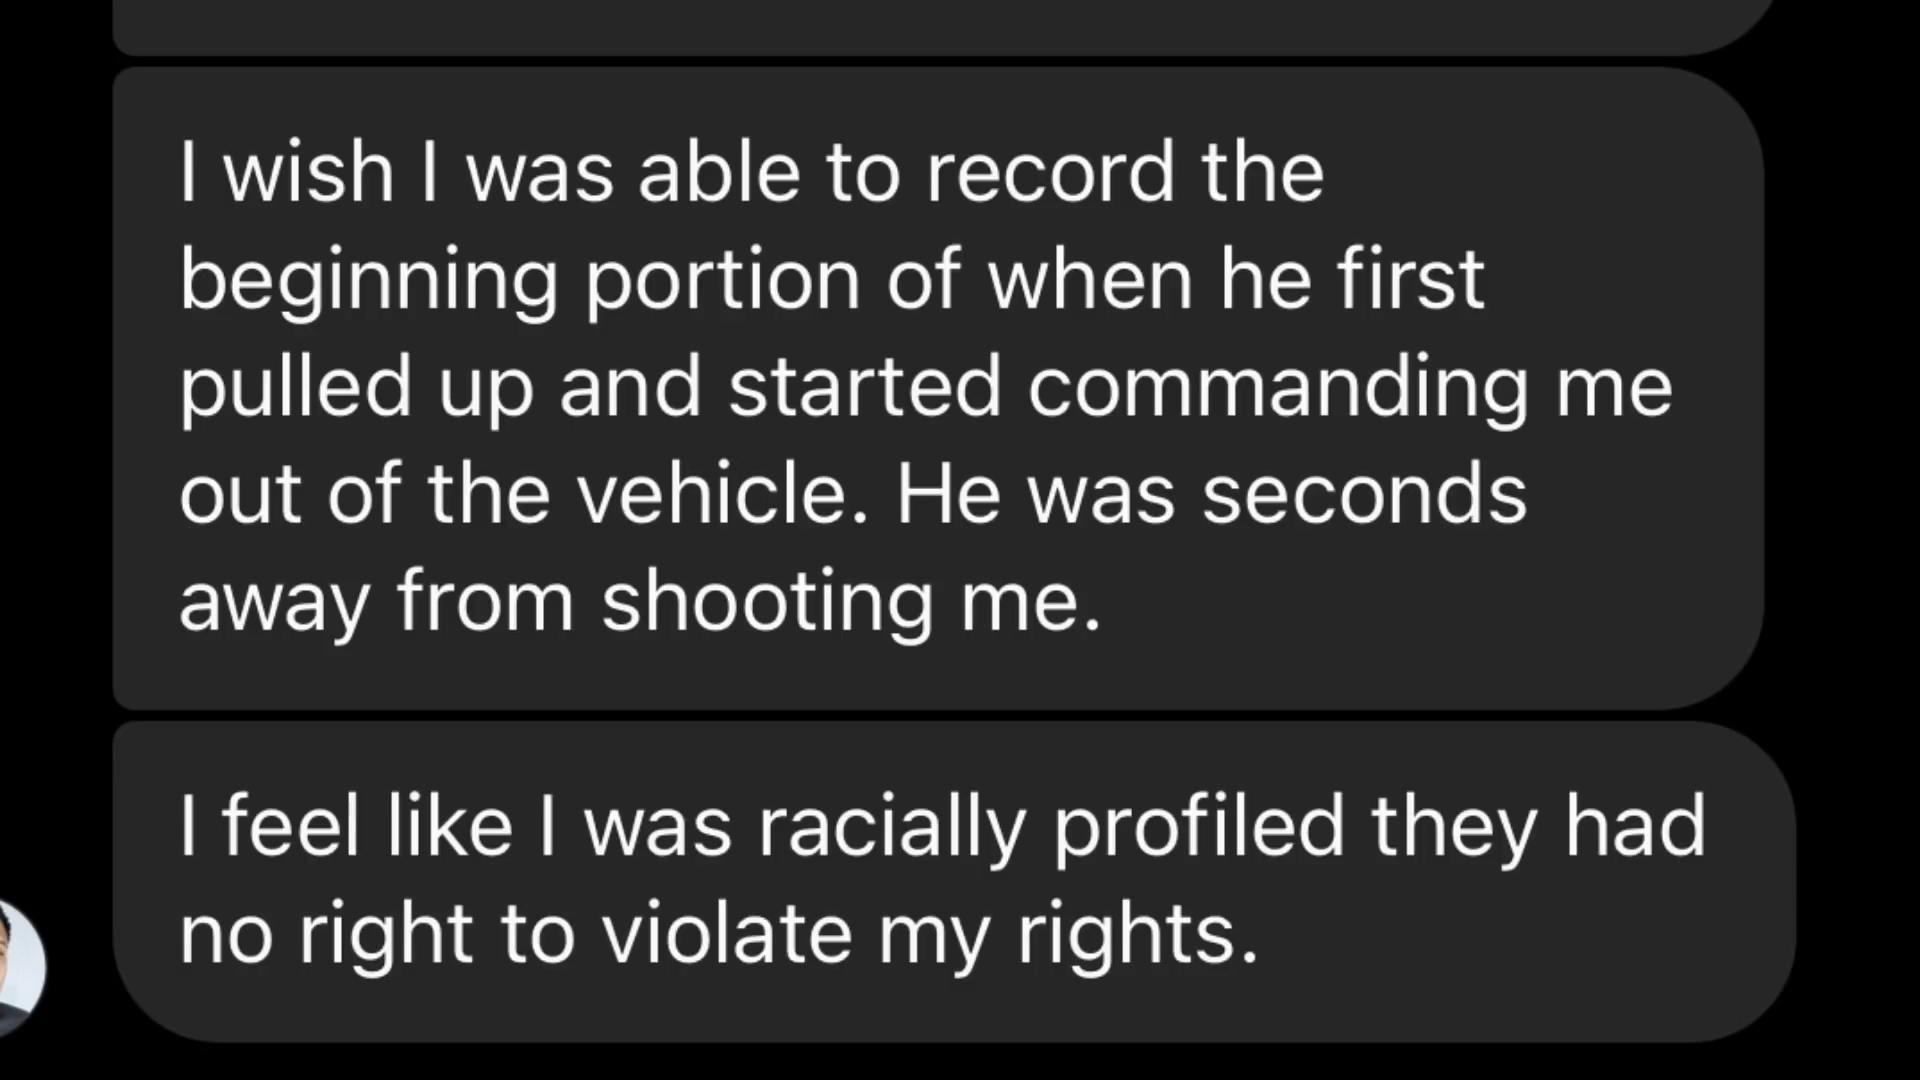 I wish I was able to record the
beginning portion of when he first
pulled up and started commanding me
out of the vehicle. He was seconds
away from shooting me.
I feel like I was racially profiled they had
no right to violate my rights.